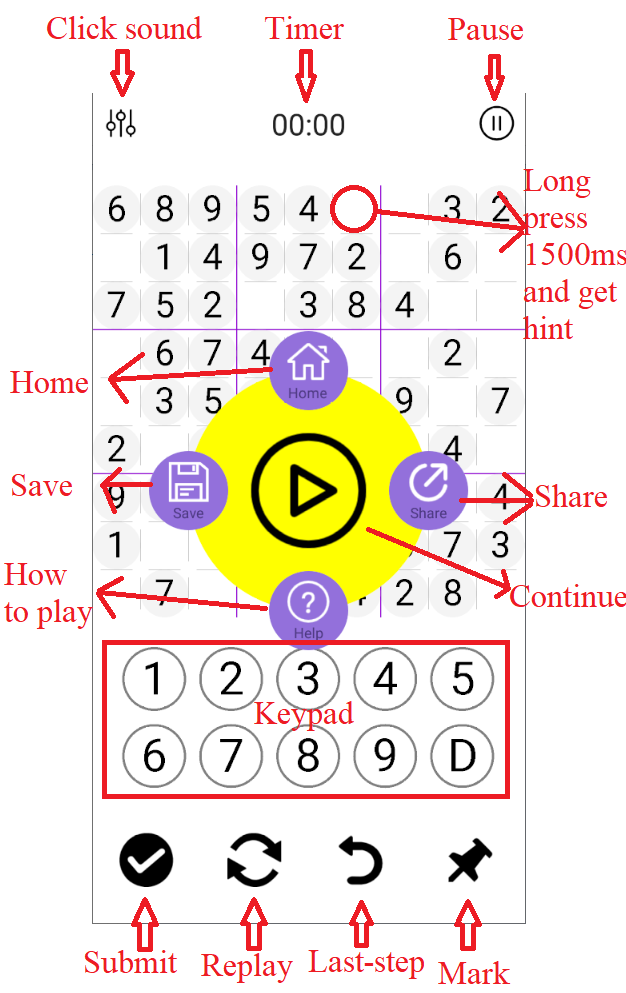 Click sound Timer Pause
00:00
6 8 9 5 4 3 2
Long
press
1500ms
and get
hint
1 4 9 7 2 6
7 5 2 3 8 4
6 7 4 2
Home
Home
3 5 9 7
2 4
Save
9 4
Save
Share
Share
1 7 3
How
to play
Continue
7 2 8
?
Help
1 2 3 4 5
Keypad
6 7 8 9 D
Submit Replay Last-step Mark